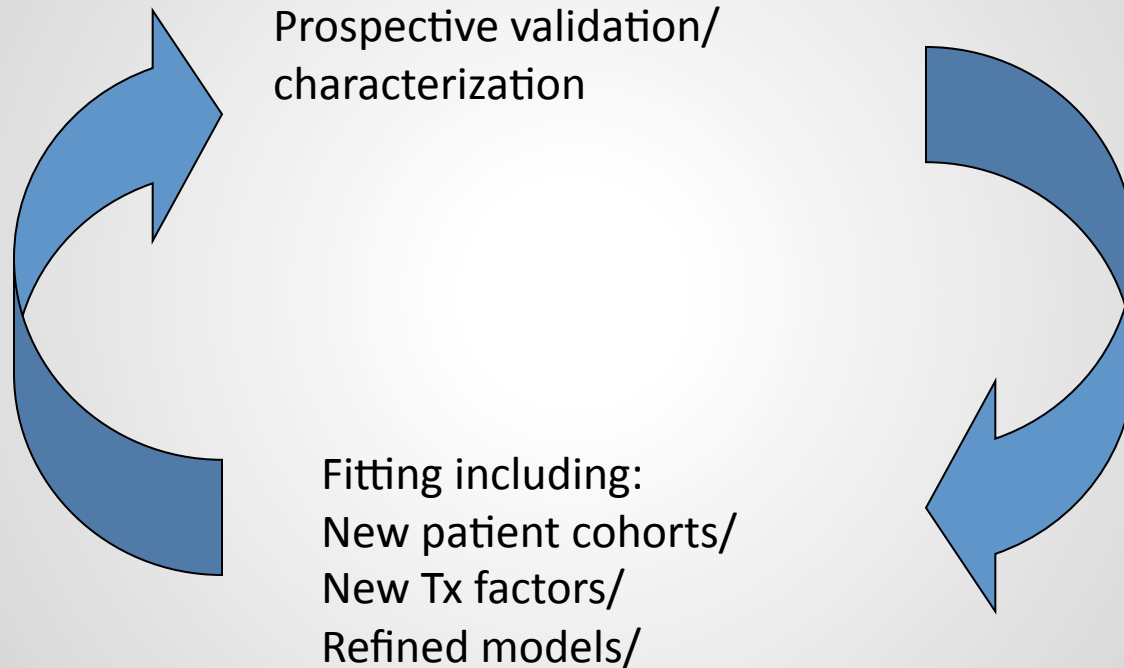 Prospective validation/
characterization
Fitting including:
New patient cohorts/
New Tx factors/
Refined models/